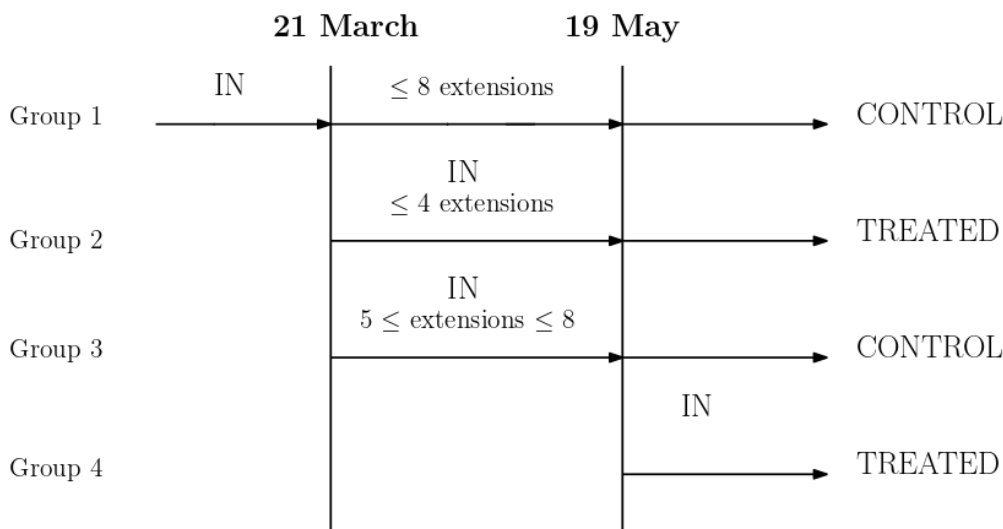 21 March 19 May
IN ≤ 8 extensions
Group 1 CONTROL
IN
≤ 4 extensions
Group 2 TREATED
IN
5 ≤ extensions ≤ 8
Group 3 CONTROL
IN
Group 4 TREATED